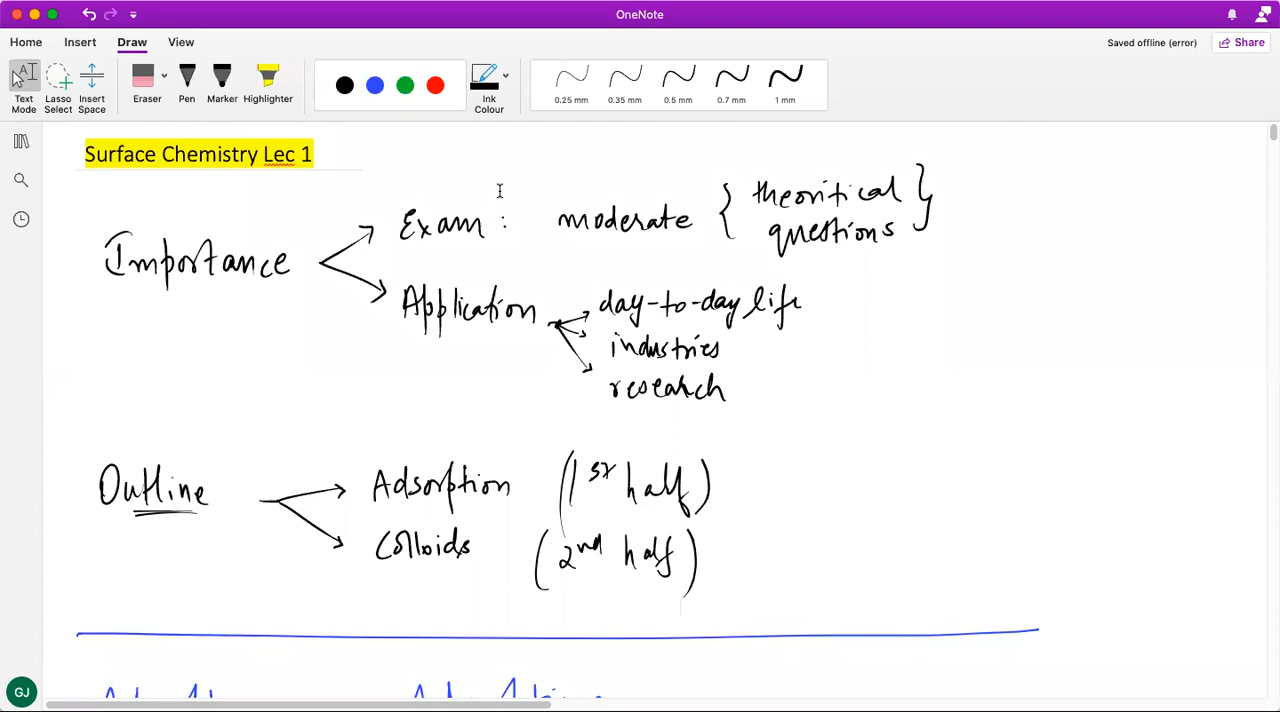 OneNote
Home Insert Draw View
Saved offline (error) Share
Text Mode
Lasso Select
Insert Space
Eraser
Pen
Marker
Highlighter
Ink Colour
0.25 mm 0.35 mm 0.5 mm 0.7 mm 1 mm
Surface Chemistry Lec 1
Importance
Exam : moderate { theoritical questions }
Application
day-to-day life
industries
research
Outline
Adsorption (1st half)
Colloids (2nd half)
GJ